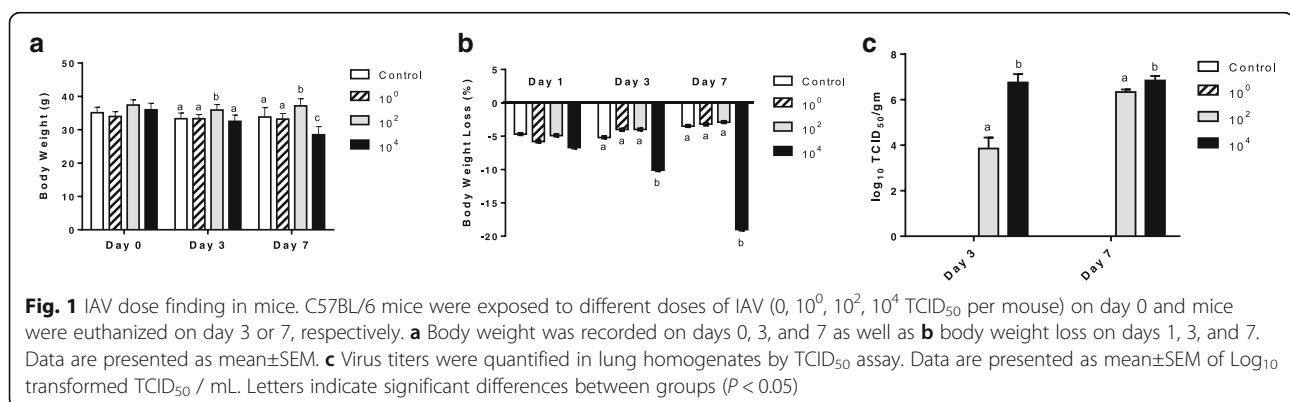 a
Body Weight (g)
50
40
30
20
10
0
a
a
b
a
a
a
b
c
Day 0
Day 3
Day 7
Control
10⁰
10²
10⁴
b
Body Weight Loss (%)
5
0
-5
-10
-15
-20
Day 1
Day 3
Day 7
a
a
a
b
a
a
a
b
Control
10⁰
10²
10⁴
c
log₁₀ TCID₅₀/gm
8
6
4
2
0
a
b
a
b
Day 3
Day 7
Control
10⁰
10²
10⁴
Fig. 1 IAV dose finding in mice. C57BL/6 mice were exposed to different doses of IAV (0, 10⁰, 10², 10⁴ TCID₅₀ per mouse) on day 0 and mice
were euthanized on day 3 or 7, respectively. a Body weight was recorded on days 0, 3, and 7 as well as b body weight loss on days 1, 3, and 7.
Data are presented as mean±SEM. c Virus titers were quantified in lung homogenates by TCID₅₀ assay. Data are presented as mean±SEM of Log₁₀
transformed TCID₅₀ / mL. Letters indicate significant differences between groups (P < 0.05)